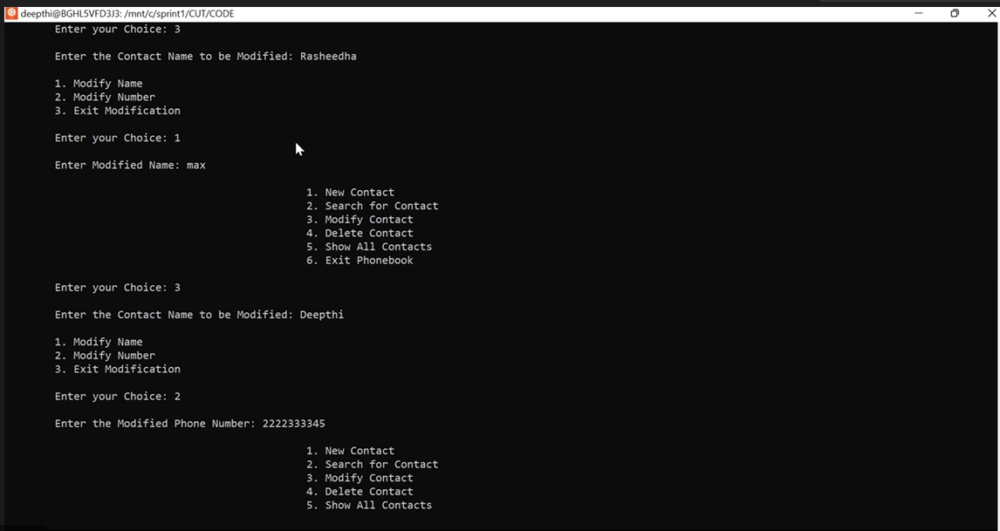 deepthi@BGHL5VFD3J3: /mnt/c/sprint1/CUT/CODE
Enter your Choice: 3
Enter the Contact Name to be Modified: Rasheedha
1. Modify Name
2. Modify Number
3. Exit Modification
Enter your Choice: 1
Enter Modified Name: max
1. New Contact
2. Search for Contact
3. Modify Contact
4. Delete Contact
5. Show All Contacts
6. Exit Phonebook
Enter your Choice: 3
Enter the Contact Name to be Modified: Deepthi
1. Modify Name
2. Modify Number
3. Exit Modification
Enter your Choice: 2
Enter the Modified Phone Number: 2222333345
1. New Contact
2. Search for Contact
3. Modify Contact
4. Delete Contact
5. Show All Contacts